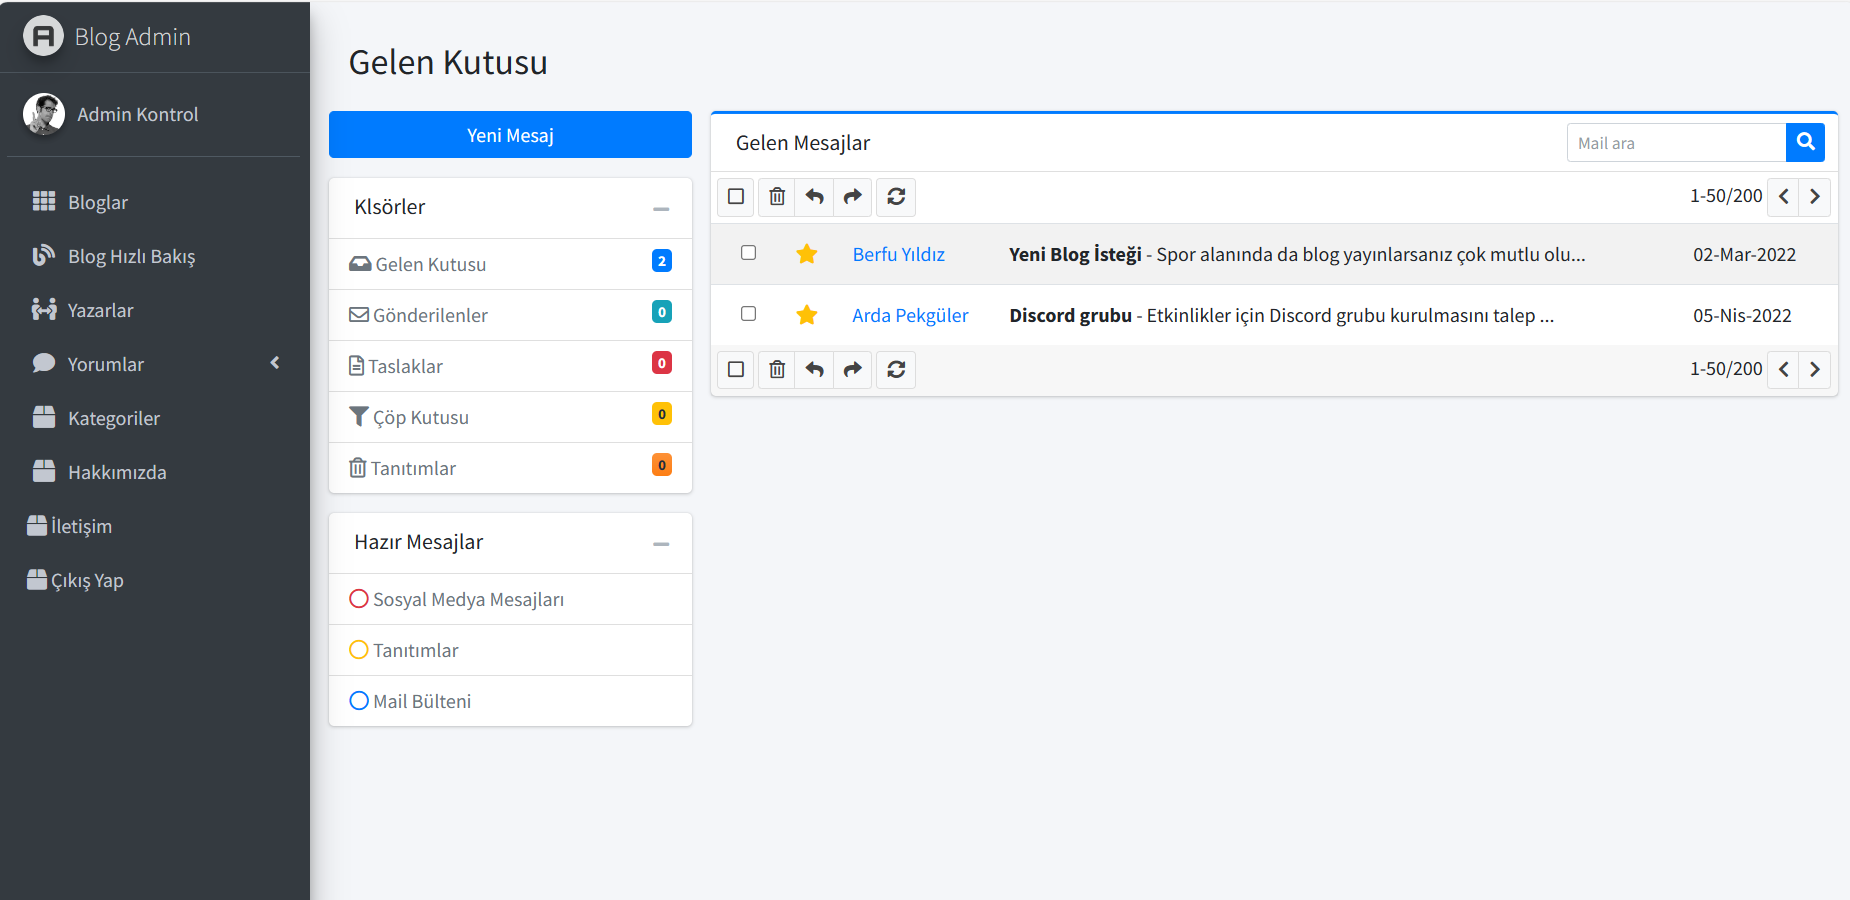 Blog Admin
Admin Kontrol
Bloglar
Blog Hızlı Bakış
Yazarlar
Yorumlar
Kategoriler
Hakkımızda
İletişim
Çıkış Yap
Gelen Kutusu
Yeni Mesaj
Klsörler
Gelen Kutusu 2
Gönderilenler 0
Taslaklar 0
Çöp Kutusu 0
Tanıtımlar 0
Hazır Mesajlar
Sosyal Medya Mesajları
Tanıtımlar
Mail Bülteni
Gelen Mesajlar
Mail ara
1-50/200
Berfu Yıldız Yeni Blog İsteği - Spor alanında da blog yayınlarsanız çok mutlu olu... 02-Mar-2022
Arda Pekgüler Discord grubu - Etkinlikler için Discord grubu kurulmasını talep ... 05-Nis-2022
1-50/200